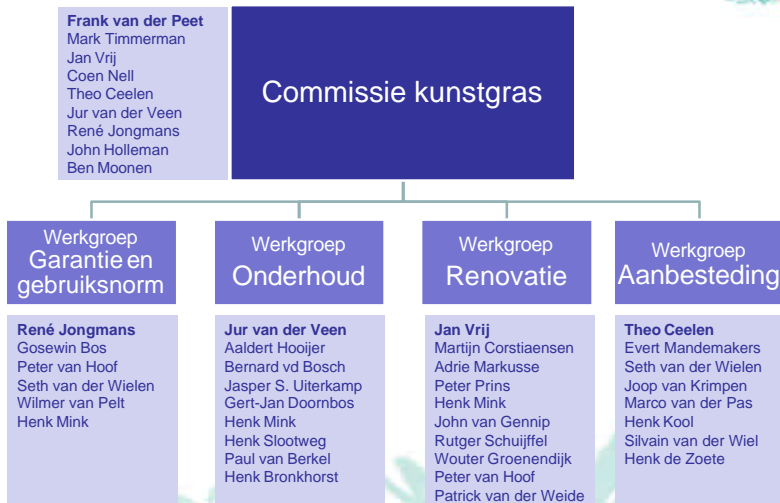 Frank van der Peet
Mark Timmerman
Jan Vrij
Coen Nell
Theo Ceelen
Jur van der Veen
René Jongmans
John Holleman
Ben Moonen
Commissie kunstgras
Werkgroep
Garantie en
gebruiksnorm
René Jongmans
Gosewin Bos
Peter van Hoof
Seth van der Wielen
Wilmer van Pelt
Henk Mink
Werkgroep
Onderhoud
Jur van der Veen
Aaldert Hooijer
Bernard vd Bosch
Jasper S. Uiterkamp
Gert-Jan Doornbos
Henk Mink
Henk Slootweg
Paul van Berkel
Henk Bronkhorst
Werkgroep
Renovatie
Jan Vrij
Martijn Corstiaensen
Adrie Markusse
Peter Prins
Henk Mink
John van Gennip
Rutger Schuijffel
Wouter Groenendijk
Peter van Hoof
Patrick van der Weide
Werkgroep
Aanbesteding
Theo Ceelen
Evert Mandemakers
Seth van der Wielen
Joop van Krimpen
Marco van der Pas
Henk Kool
Silvain van der Wiel
Henk de Zoete